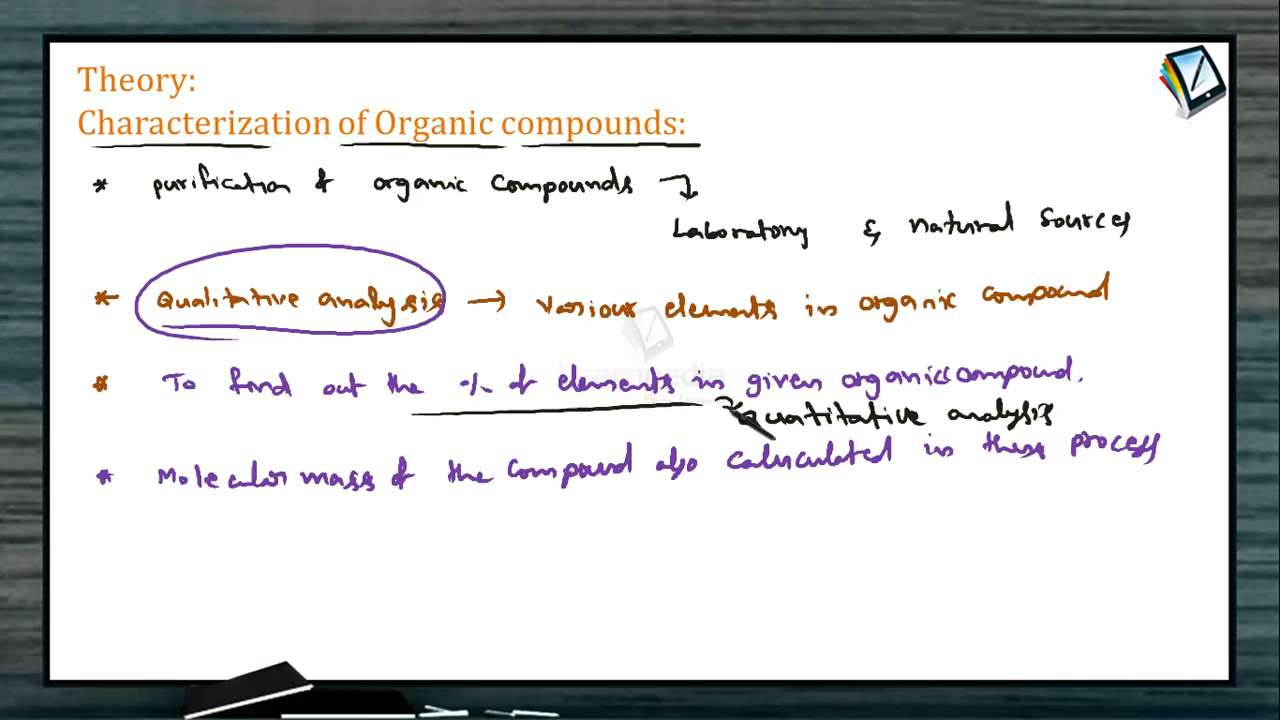 Theory:
Characterization of Organic compounds:
* purification of organic compounds →
Laboratory & natural sources
* Qualitative analysis → various elements in organic compound
* To find out the % of elements in given organic compound.
quatitative analysis
* Molecular mass of the compound also calculated in these process